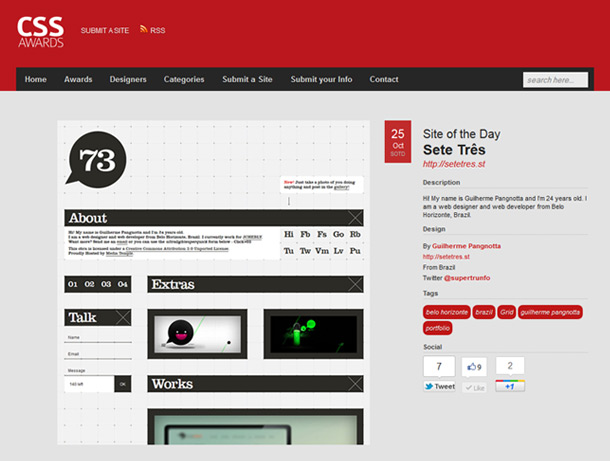 CSS
AWARDS
SUBMIT A SITE
RSS
Home Awards Designers Categories Submit a Site Submit your Info Contact
search here...
73
New! Just take a photo of you doing
anything and post in the gallery!
About
Hi! My name is Guilherme Pangnotta and I'm 24 years old.
I am a web designer and web developer from Belo Horizonte, Brazil. I currently work for
Want more? Send me an email or you can use the
This site is licensed under a Creative Commons Attribution 3.0 Unported License.
Proudly Hosted by Media Temple.
Hi Fb Fs Go Rb
Tu Tw Vm Lv Pu
01 02 03 04
Extras
Talk
Name
Email
Message
140 left
OK
Works
25
Oct
SOTD
Site of the Day
Sete Três
http://setetres.st
Description
Hi! My name is Guilherme Pangnotta and I'm 24 years old. I
am a web designer and web developer from Belo
Horizonte, Brazil.
Design
By Guilherme Pangnotta
http://setetres.st
From Brazil
Twitter @supertrunfo
Tags
belo horizonte brazil Grid guilherme pangnotta
portfolio
Social
7 9 2
Tweet Like +1